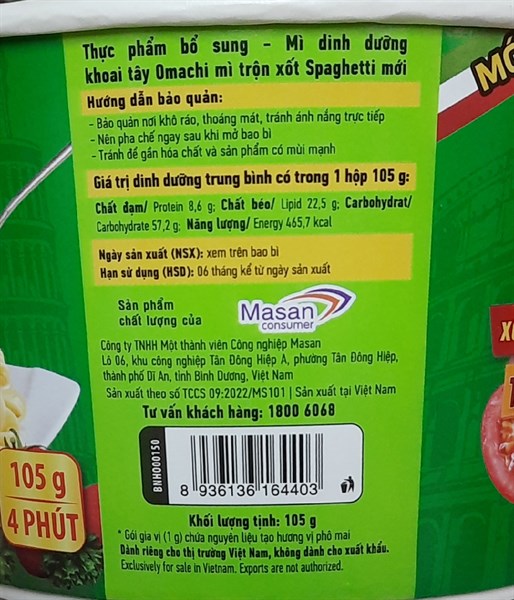 Thực phẩm bổ sung - Mì dinh dưỡng
khoai tây Omachi mì trộn xốt Spaghetti mới
Hướng dẫn bảo quản:
- Bảo quản nơi khô ráo, thoáng mát, tránh ánh nắng trực tiếp
- Nên pha chế ngay sau khi mở bao bì
- Tránh để gần hóa chất và sản phẩm có mùi mạnh
Giá trị dinh dưỡng trung bình có trong 1 hộp 105 g:
Chất đạm/ Protein 8,6 g; Chất béo/ Lipid 22,5 g; Carbohydrat/
Carbohydrate 57,2 g; Năng lượng/ Energy 465,7 kcal
Ngày sản xuất (NSX): xem trên bao bì
Hạn sử dụng (HSD): 06 tháng kể từ ngày sản xuất
Sản phẩm
chất lượng của
Masan
consumer
Công ty TNHH Một thành viên Công nghiệp Masan
Lô 06, khu công nghiệp Tân Đông Hiệp A, phường Tân Đông Hiệp,
thành phố Dĩ An, tỉnh Bình Dương, Việt Nam
Sản xuất theo số TCCS 09:2022/MS101 | Sản xuất tại Việt Nam
Tư vấn khách hàng: 1800 6068
BNH000150
8 936136 164403
Khối lượng tịnh: 105 g
* Gói gia vị (1 g) chứa nguyên liệu tạo hương vị phô mai
Dành riêng cho thị trường Việt Nam, không dành cho xuất khẩu.
Exclusively for sale in Vietnam. Exports are not authorized.
105 g
4 PHÚT